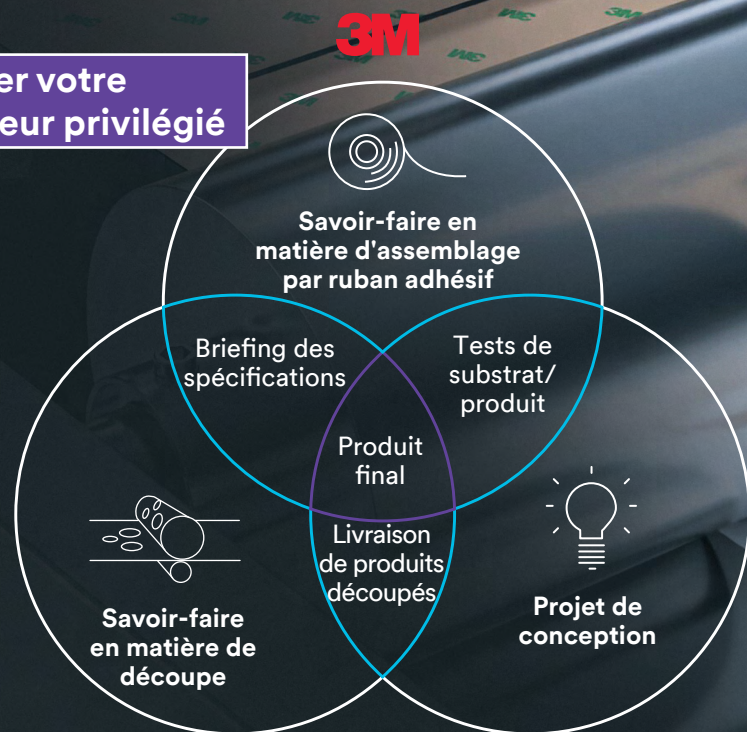 3M
er votre
eur privilégié
Savoir-faire en
matière d'assemblage
par ruban adhésif
Briefing des
spécifications
Tests de
substrat/
produit
Produit
final
Livraison
de produits
découpés
Savoir-faire
en matière de
découpe
Projet de
conception